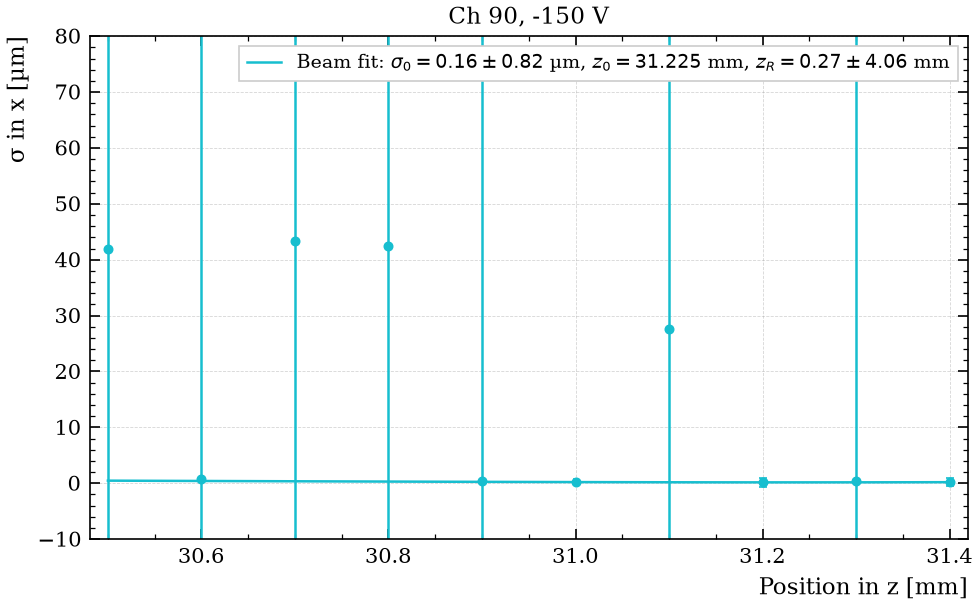 Ch 90, -150 V
σ in x [µm]
80
70
60
50
40
30
20
10
0
−10
Beam fit: σ₀ = 0.16 ± 0.82 µm, z₀ = 31.225 mm, z_R = 0.27 ± 4.06 mm
30.6 30.8 31.0 31.2 31.4
Position in z [mm]